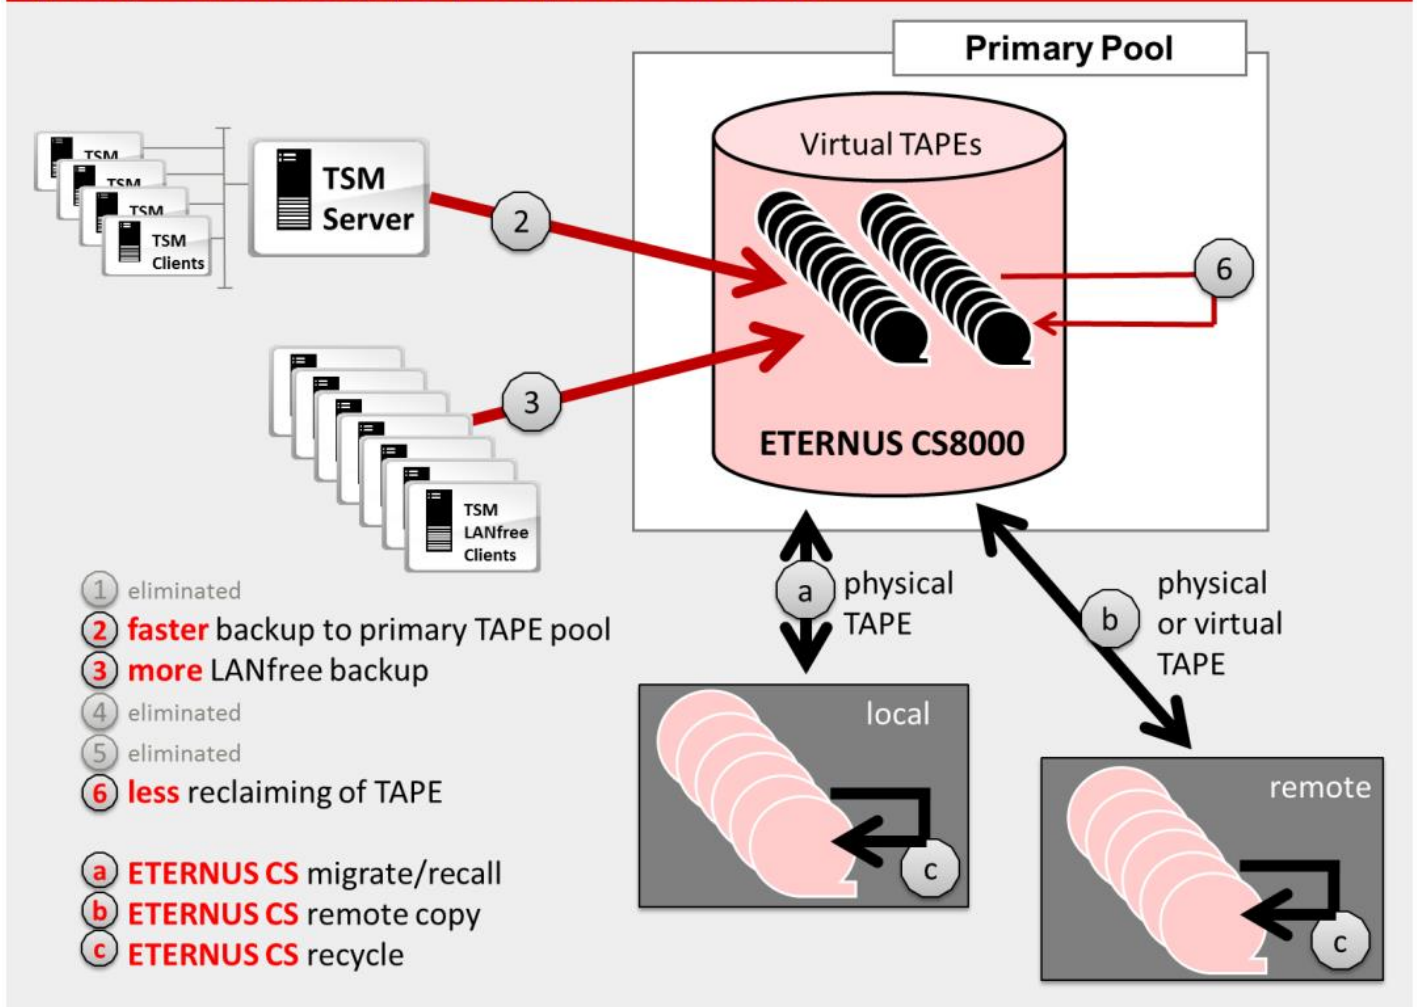 Primary Pool
Virtual TAPEs
TSM
TSM
TSM
TSM
Clients
TSM
Server
2
6
3
ETERNUS CS8000
TSM
LANfree
Clients
a
physical
TAPE
b
physical
or virtual
TAPE
1 eliminated
2 faster backup to primary TAPE pool
3 more LANfree backup
4 eliminated
5 eliminated
6 less reclaiming of TAPE
a ETERNUS CS migrate/recall
b ETERNUS CS remote copy
c ETERNUS CS recycle
local
c
remote
c